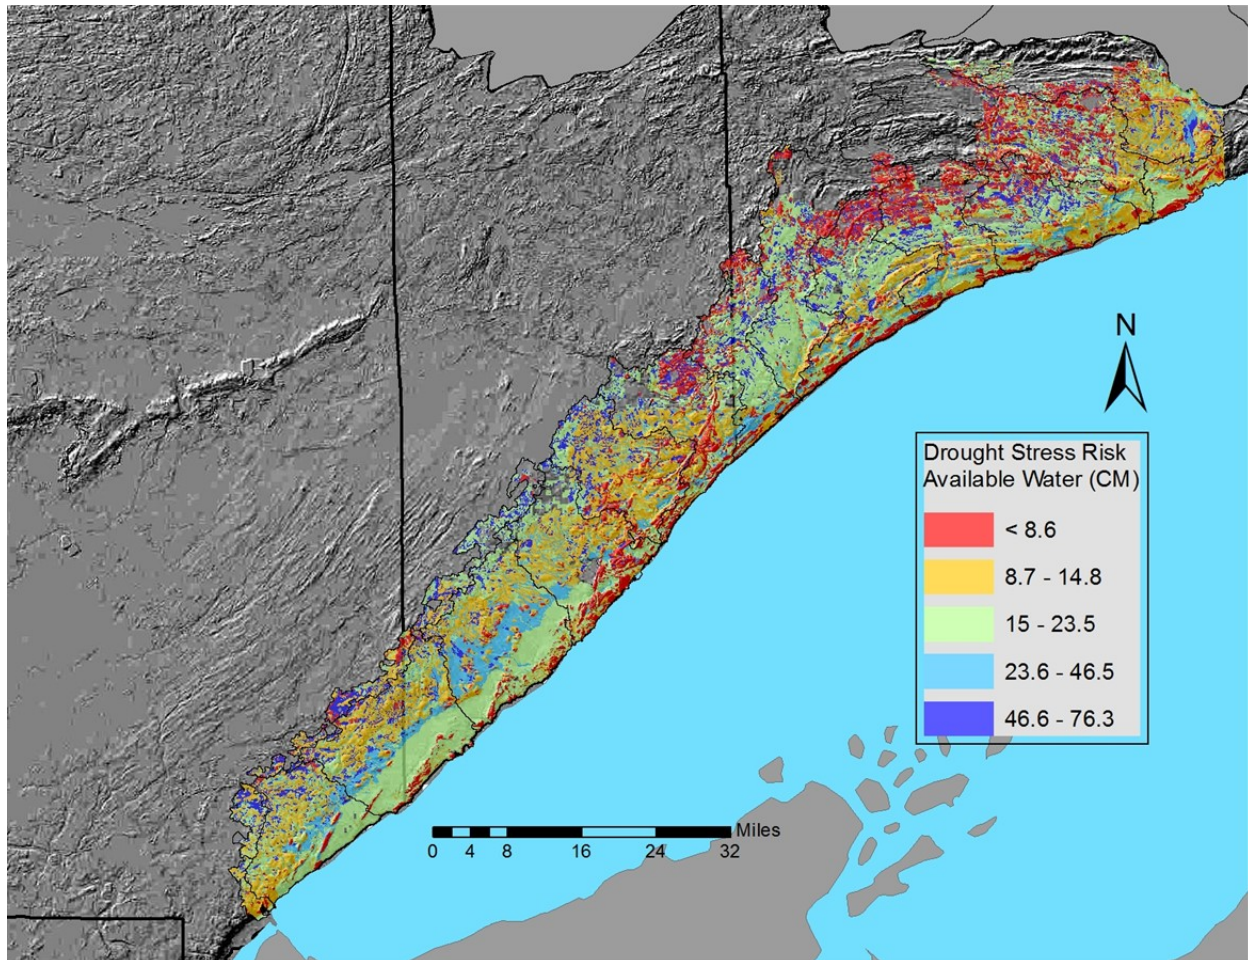 N
Drought Stress Risk
Available Water (CM)
< 8.6
8.7 - 14.8
15 - 23.5
23.6 - 46.5
46.6 - 76.3
Miles
0 4 8 16 24 32